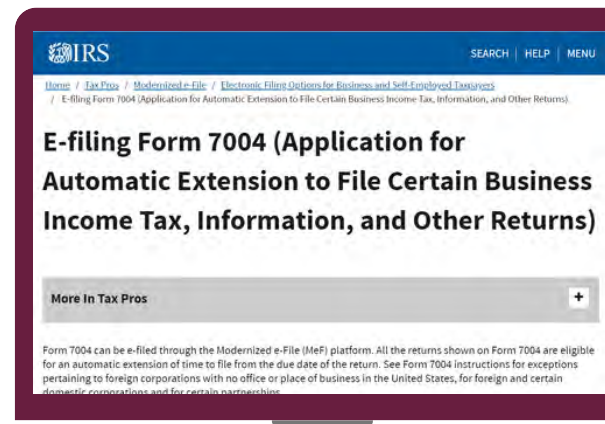 IRS
SEARCH | HELP | MENU
Home / Tax Pros / Modernized e-File / Electronic Filing Options for Business and Self-Employed Taxpayers
/ E-filing Form 7004 (Application for Automatic Extension to File Certain Business Income Tax, Information, and Other Returns)
E-filing Form 7004 (Application for
Automatic Extension to File Certain Business
Income Tax, Information, and Other Returns)
More In Tax Pros +
Form 7004 can be e-filed through the Modernized e-File (MeF) platform. All the returns shown on Form 7004 are eligible
for an automatic extension of time to file from the due date of the return. See Form 7004 instructions for exceptions
pertaining to foreign corporations with no office or place of business in the United States, for foreign and certain
domestic corporations and for certain partnerships.